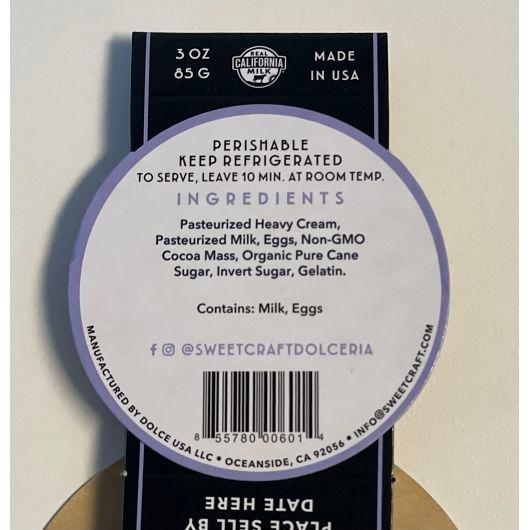 3 OZ
85 G
REAL
CALIFORNIA
MILK
MADE
IN USA
PERISHABLE
KEEP REFRIGERATED
TO SERVE, LEAVE 10 MIN. AT ROOM TEMP.
INGREDIENTS
Pasteurized Heavy Cream,
Pasteurized Milk, Eggs, Non-GMO
Cocoa Mass, Organic Pure Cane
Sugar, Invert Sugar, Gelatin.
Contains: Milk, Eggs
f @SWEETCRAFTDOLCERIA
8 55780 00601 4
MANUFACTURED BY DOLCE USA LLC • OCEANSIDE, CA 92056 • INFO@SWEETCRAFT.COM
PLACE SELL BY
DATE HERE